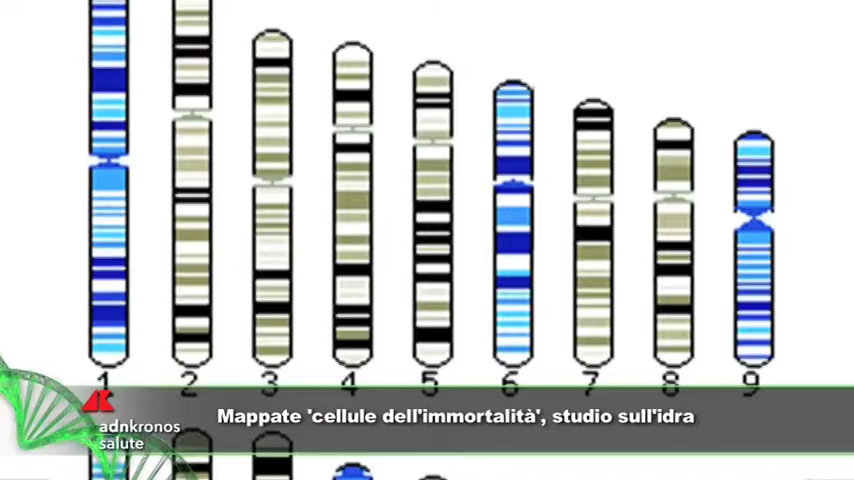 1 2 3 4 5 6 7 8 9
Mappate 'cellule dell'immortalità', studio sull'idra
adnkronos
salute